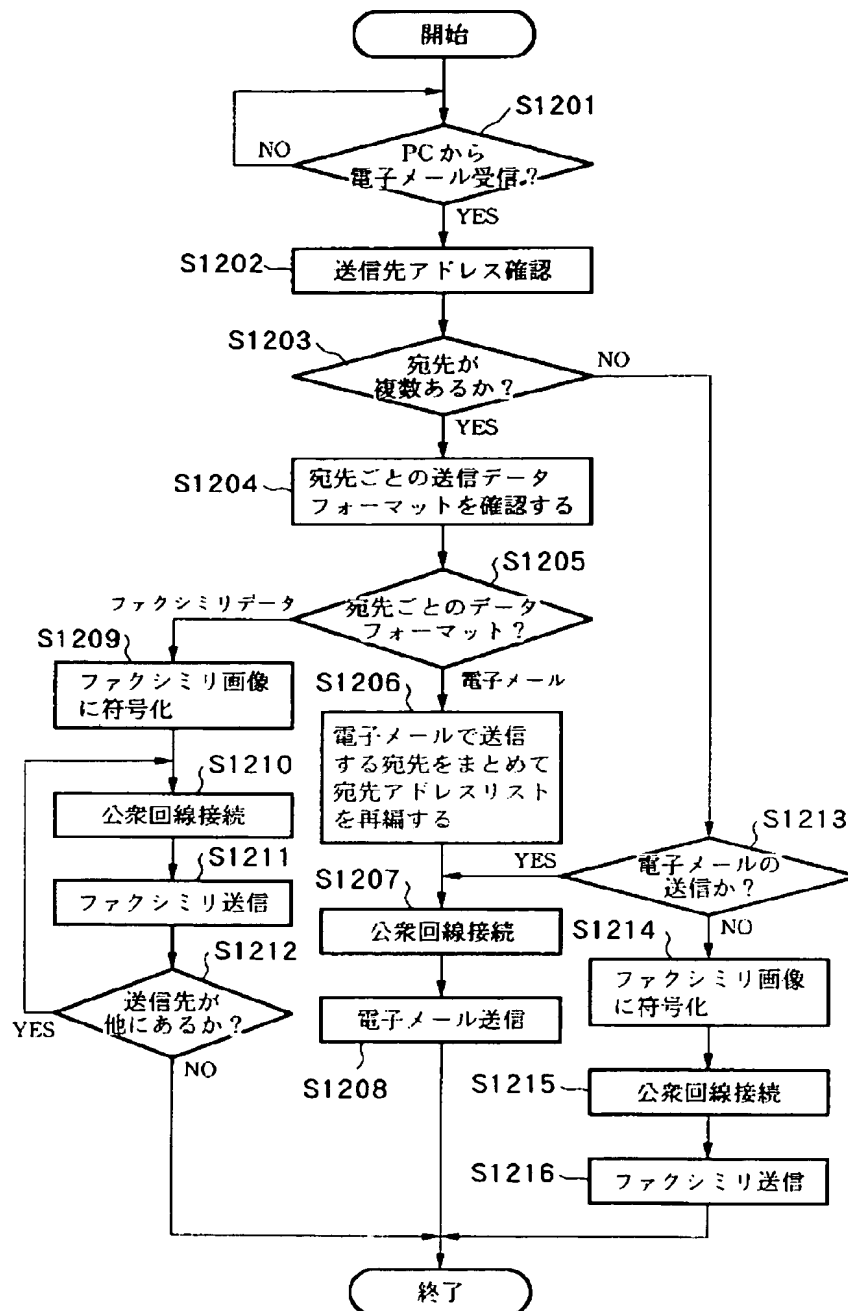 開始
S1201
NO
PCから
電子メール受信?
YES
S1202
送信先アドレス確認
S1203
宛先が
複数あるか?
NO
YES
S1204
宛先ごとの送信データ
フォーマットを確認する
S1205
ファクシミリデータ
宛先ごとのデータ
フォーマット?
S1209
ファクシミリ画像
に符号化
S1206
電子メール
電子メールで送信
する宛先をまとめて
宛先アドレスリスト
を再編する
S1210
公衆回線接続
S1213
電子メールの
送信か?
YES
NO
S1211
ファクシミリ送信
S1207
公衆回線接続
S1214
ファクシミリ画像
に符号化
S1212
送信先が
他にあるか?
YES
NO
電子メール送信
S1208
S1215
公衆回線接続
S1216
ファクシミリ送信
終了